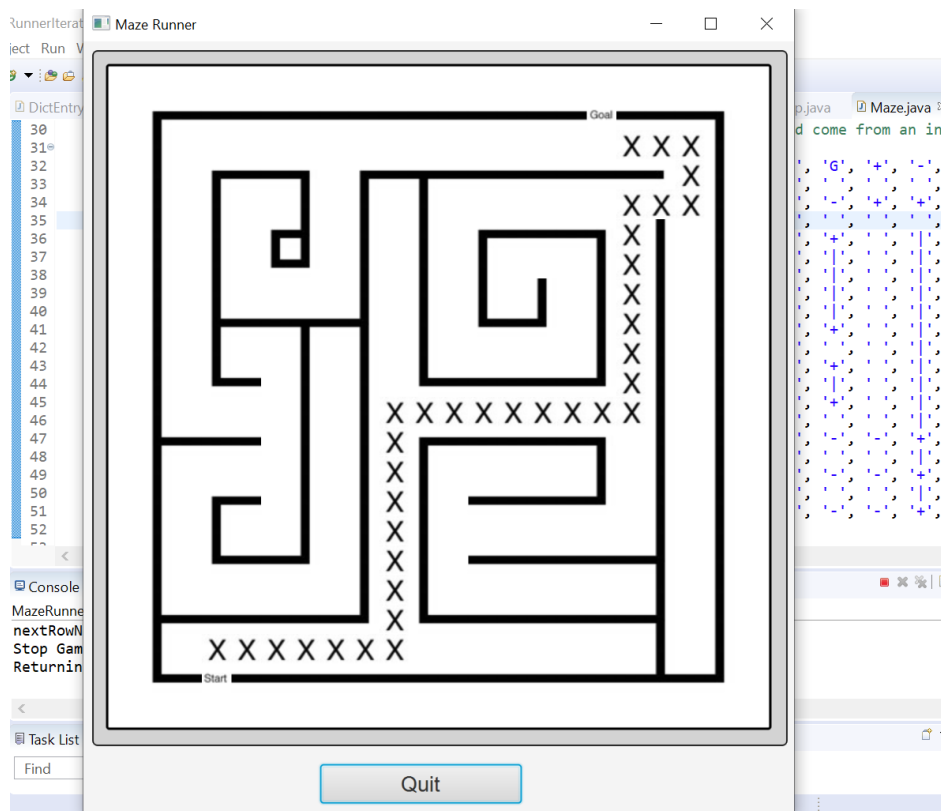 RunnerIterat
Maze Runner
ject Run
DictEntry
p.java
Maze.java
30
d come from an in
31
32
, 'G', '+', '-',
33
, ' ', ' ', ' ',
34
, '-', '+', '+',
35
, ' ', ' ', ' ',
36
, '+', ' ', '|',
37
, '|', ' ', '|',
38
, '|', ' ', '|',
39
, '|', ' ', '|',
40
, '|', ' ', '|',
41
, '+', ' ', '|',
42
, ' ', ' ', '|',
43
, '+', ' ', '|',
44
, '|', ' ', '|',
45
, '+', ' ', '|',
46
, ' ', ' ', '|',
47
, '-', '-', '+',
48
, ' ', ' ', '|',
49
, '-', '-', '+',
50
, ' ', ' ', '|',
51
, '-', '-', '+',
52
Goal
X X X
X
X X X
X
X
X
X
X
X
X X X X X X X X X
X
X
X
X
X
X
X
X X X X X X X
Start
Console
MazeRunne
nextRowN
Stop Gam
Returnin
Task List
Find
Quit